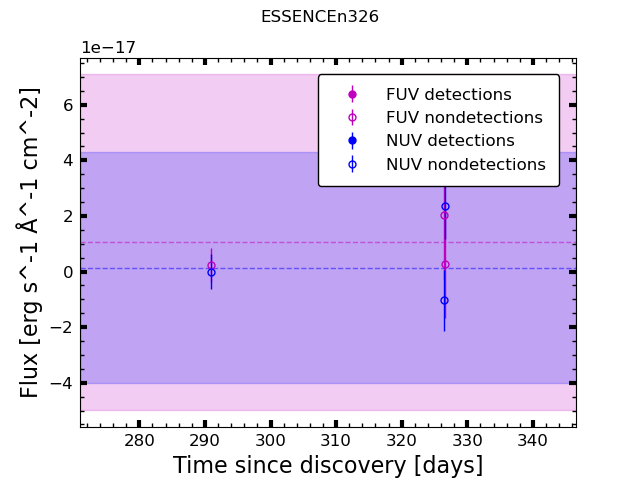 ESSENCEn326
1e−17
6
4
2
0
−2
−4
Flux [erg s^-1 Å^-1 cm^-2]
FUV detections
FUV nondetections
NUV detections
NUV nondetections
280 290 300 310 320 330 340
Time since discovery [days]